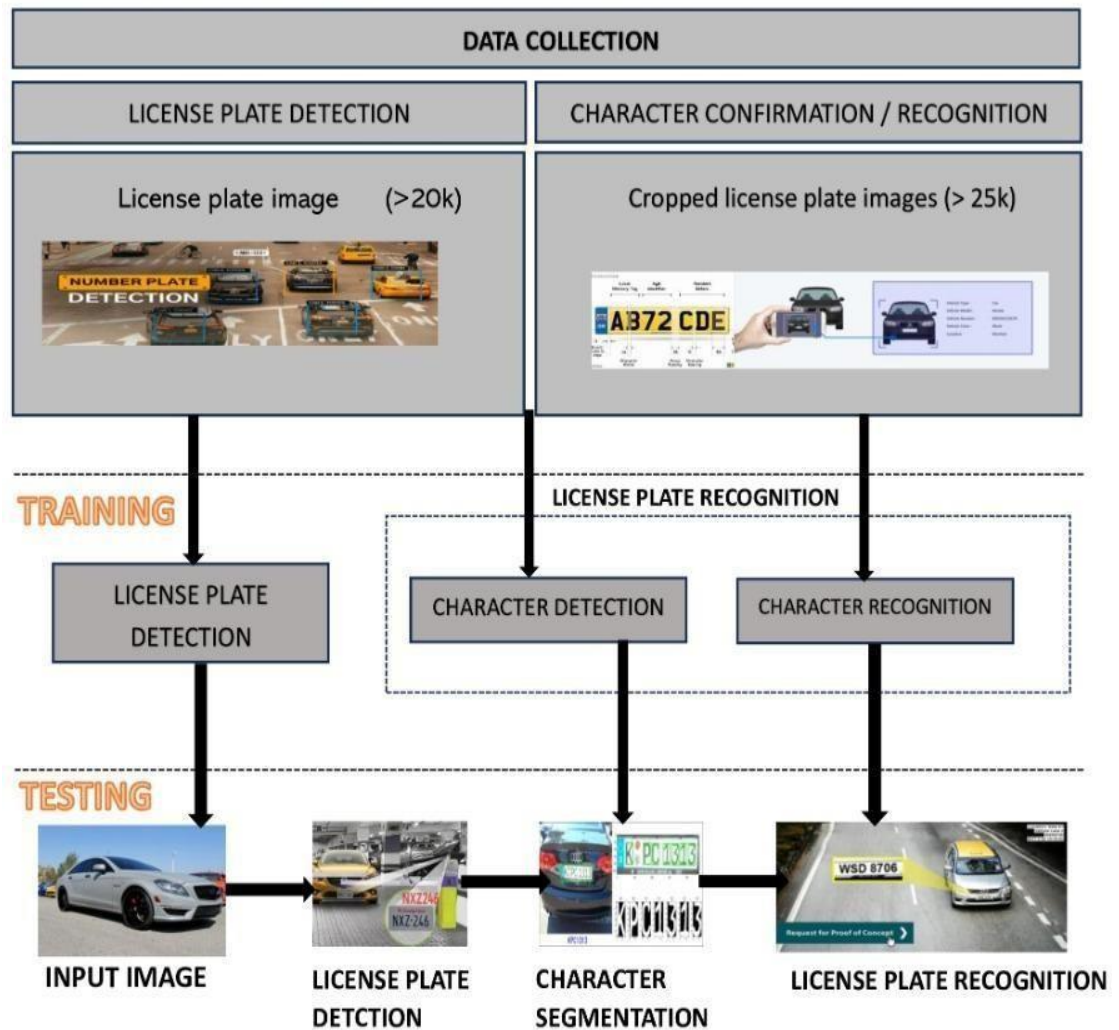 DATA COLLECTION
LICENSE PLATE DETECTION
CHARACTER CONFIRMATION / RECOGNITION
License plate image (>20k)
Cropped license plate images (> 25k)
NUMBER PLATE
DETECTION
AB72 CDE
TRAINING
LICENSE PLATE RECOGNITION
LICENSE PLATE
DETECTION
CHARACTER DETECTION
CHARACTER RECOGNITION
TESTING
NXZ246
NXZ-246
K PC 1313
KPC1313
KPC1313
WSD 8706
Request for Proof of Concept
INPUT IMAGE
LICENSE PLATE
DETCTION
CHARACTER
SEGMENTATION
LICENSE PLATE RECOGNITION